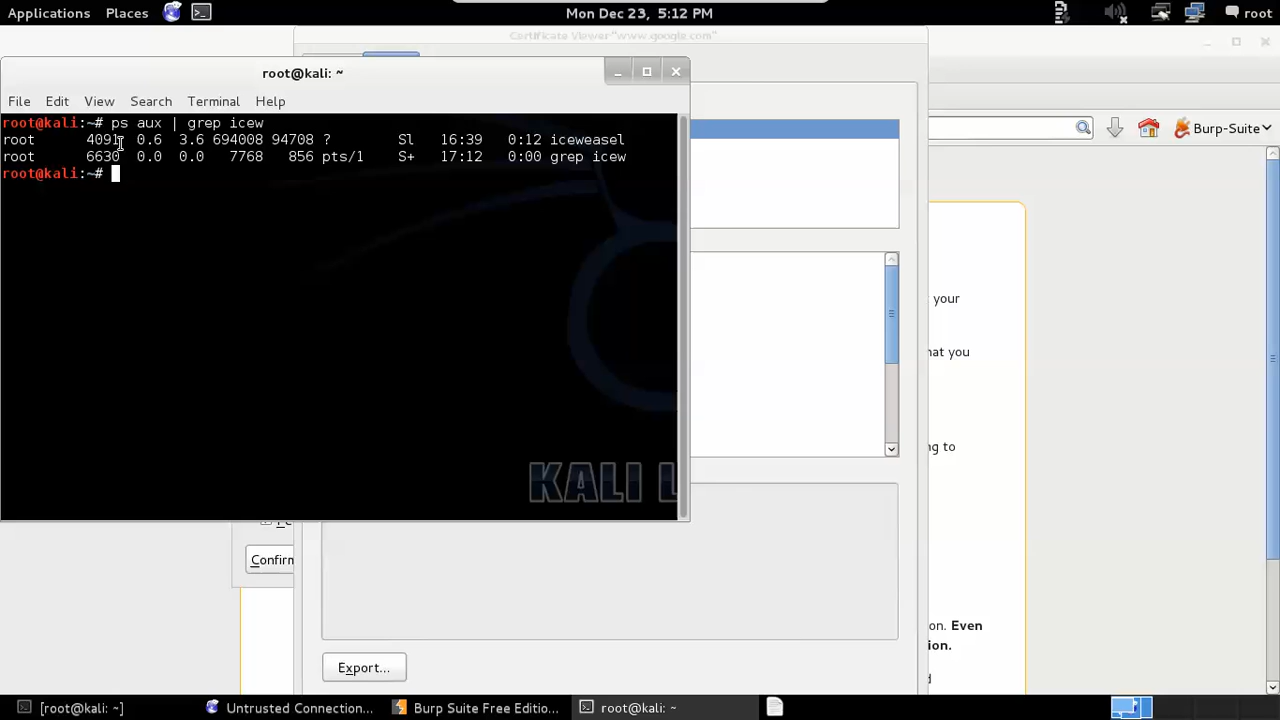 Applications Places Mon Dec 23, 5:12 PM root
Certificate Viewer"www.google.com"
root@kali: ~
File Edit View Search Terminal Help
root@kali:~# ps aux | grep icew
root 4091 0.6 3.6 694008 94708 ? Sl 16:39 0:12 iceweasel
root 6630 0.0 0.0 7768 856 pts/1 S+ 17:12 0:00 grep icew
root@kali:~#
Burp-Suite
your
hat you
ng to
KALI L
Confirm
on. Even
ion.
d
Export...
[root@kali: ~] Untrusted Connection... Burp Suite Free Editio... root@kali: ~